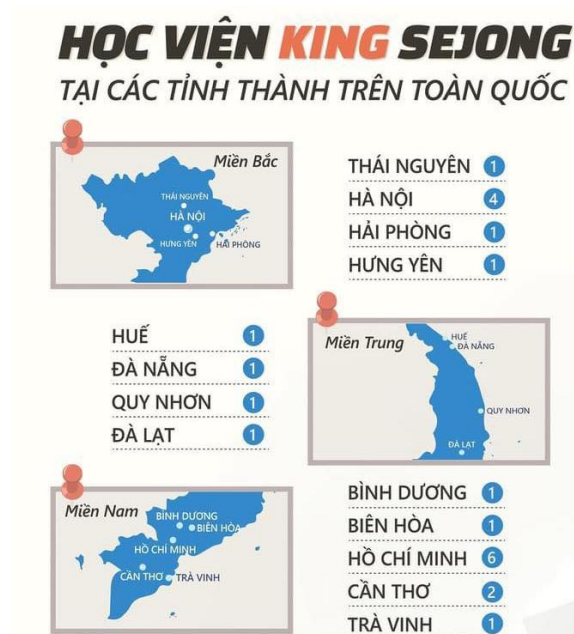 HỌC VIỆN KING SEJONG
TẠI CÁC TỈNH THÀNH TRÊN TOÀN QUỐC
Miền Bắc
THÁI NGUYÊN
HÀ NỘI
HƯNG YÊN
HẢI PHÒNG
THÁI NGUYÊN 1
HÀ NỘI 4
HẢI PHÒNG 1
HƯNG YÊN 1
HUẾ 1
ĐÀ NẴNG 1
QUY NHƠN 1
ĐÀ LẠT 1
Miền Trung
HUẾ
ĐÀ NẴNG
QUY NHƠN
ĐÀ LẠT
Miền Nam
BÌNH DƯƠNG
BIÊN HÒA
HỒ CHÍ MINH
CẦN THƠ
TRÀ VINH
BÌNH DƯƠNG 1
BIÊN HÒA 1
HỒ CHÍ MINH 6
CẦN THƠ 2
TRÀ VINH 1